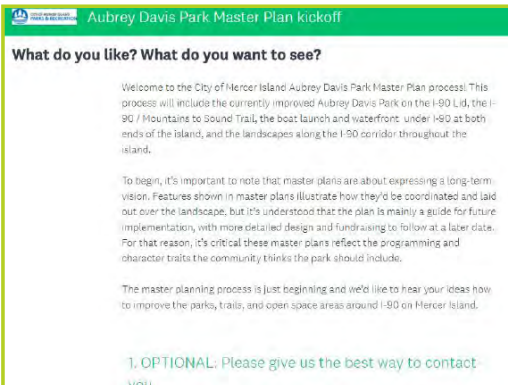 CITY OF MERCER ISLAND
PARKS & RECREATION
Aubrey Davis Park Master Plan kickoff
What do you like? What do you want to see?
Welcome to the City of Mercer Island Aubrey Davis Park Master Plan process! This
process will include the currently improved Aubrey Davis Park on the I-90 Lid, the I-
90 / Mountains to Sound Trail, the boat launch and waterfront under I-90 at both
ends of the island, and the landscapes along the I-90 corridor throughout the
island.
To begin, it's important to note that master plans are about expressing a long-term
vision. Features shown in master plans illustrate how they'd be coordinated and laid
out over the landscape, but it's understood that the plan is mainly a guide for future
implementation, with more detailed design and fundraising to follow at a later date.
For that reason, it's critical these master plans reflect the programming and
character traits the community thinks the park should include.
The master planning process is just beginning and we'd like to hear your ideas how
to improve the parks, trails, and open space areas around I-90 on Mercer Island.
1. OPTIONAL: Please give us the best way to contact
you